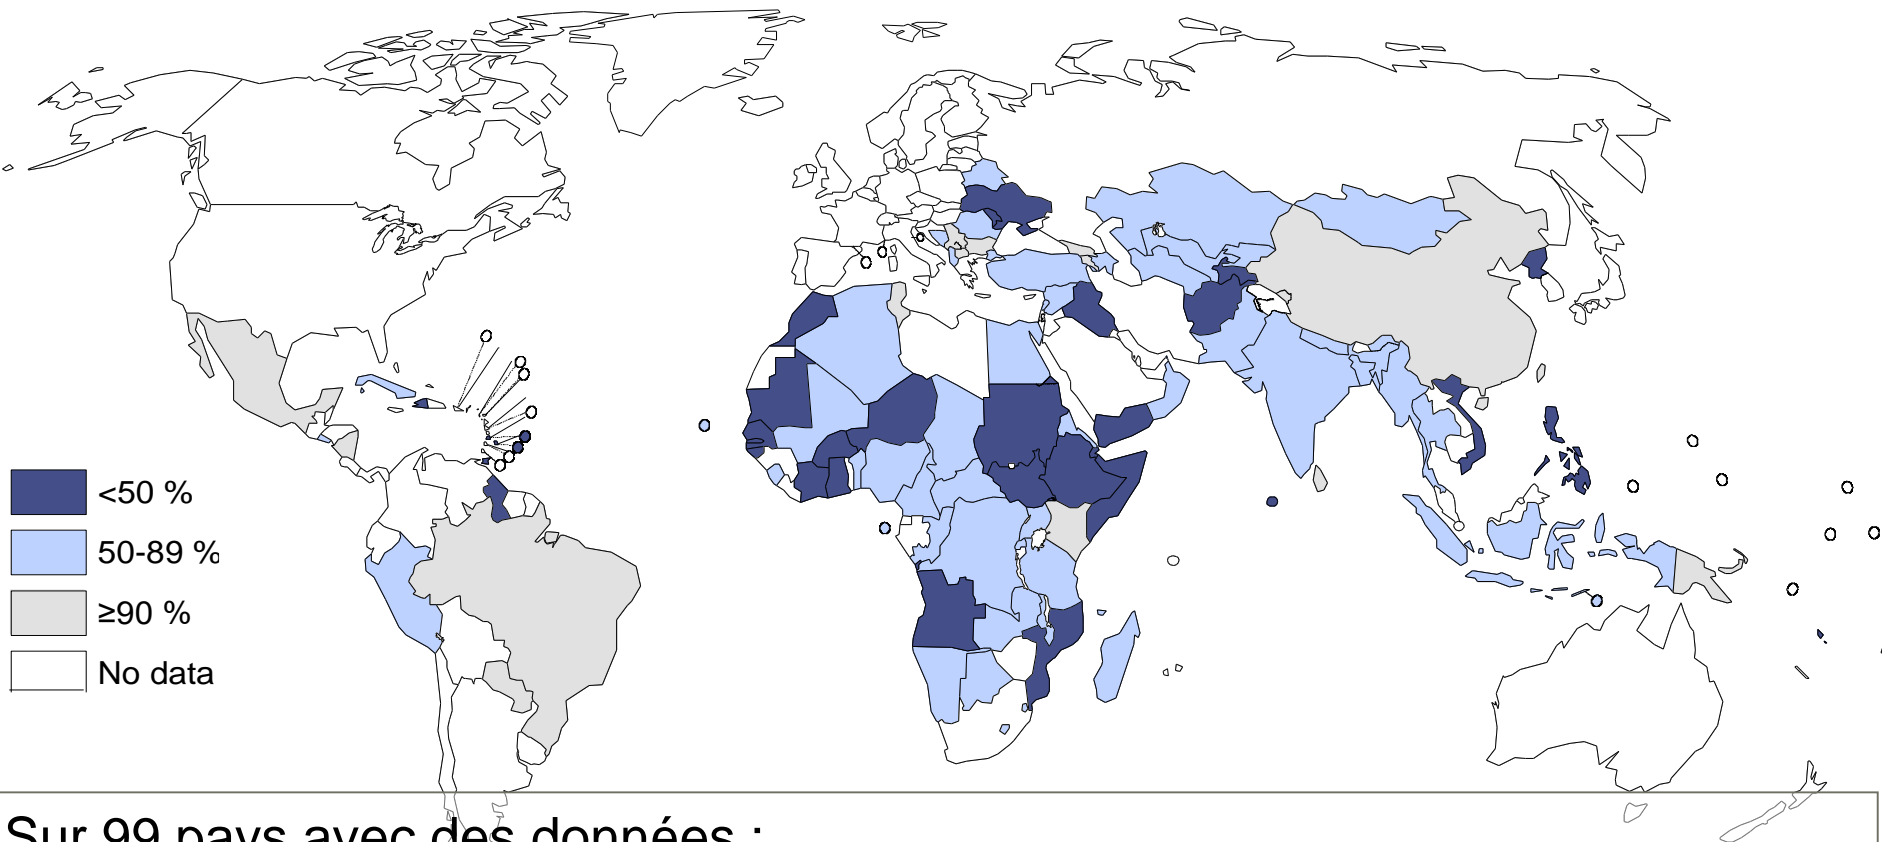 <50 %
50-89 %
≥90 %
No data
Sur 99 pays avec des données :